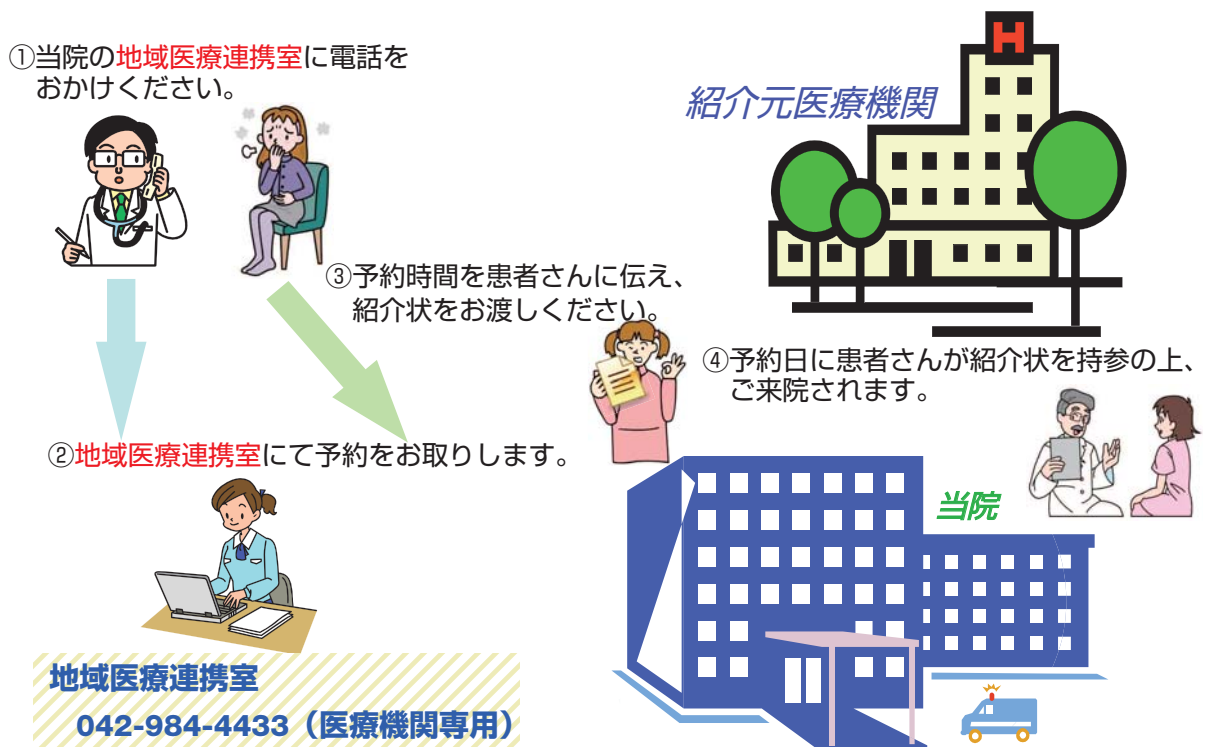 ①当院の地域医療連携室に電話を
おかけください。
紹介元医療機関
H
③予約時間を患者さんに伝え、
紹介状をお渡しください。
④予約日に患者さんが紹介状を持参の上、
ご来院されます。
②地域医療連携室にて予約をお取りします。
当院
地域医療連携室
042-984-4433（医療機関専用）